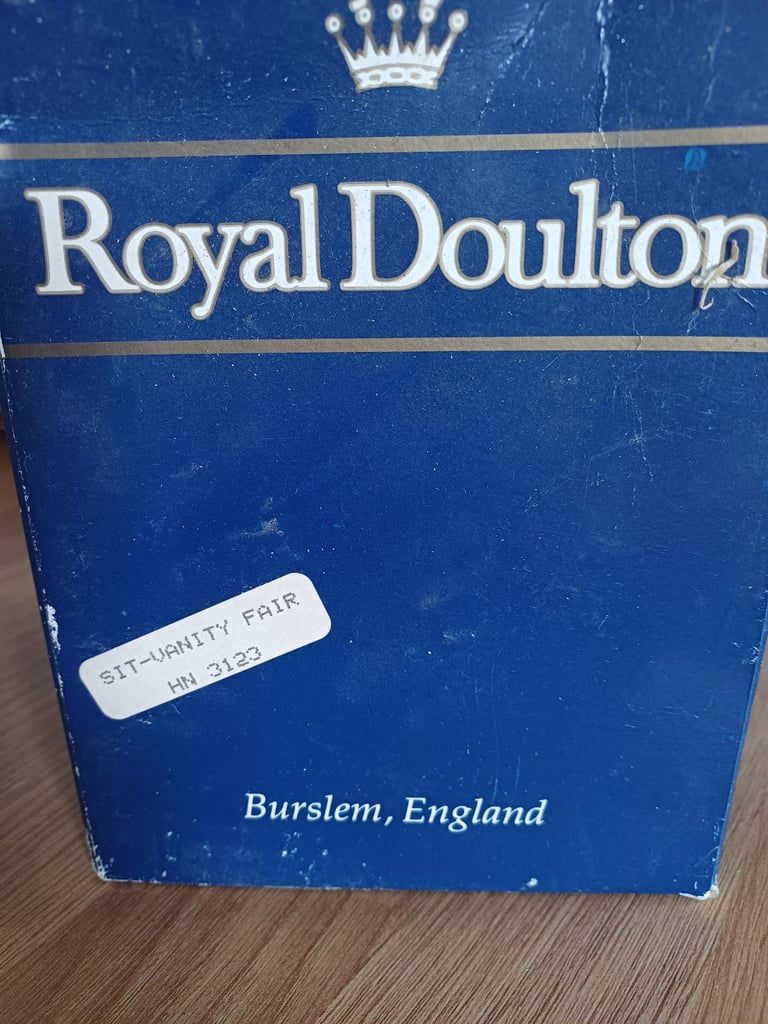 Royal Doulton
SIT-VANITY FAIR
HN 3123
Burslem, England